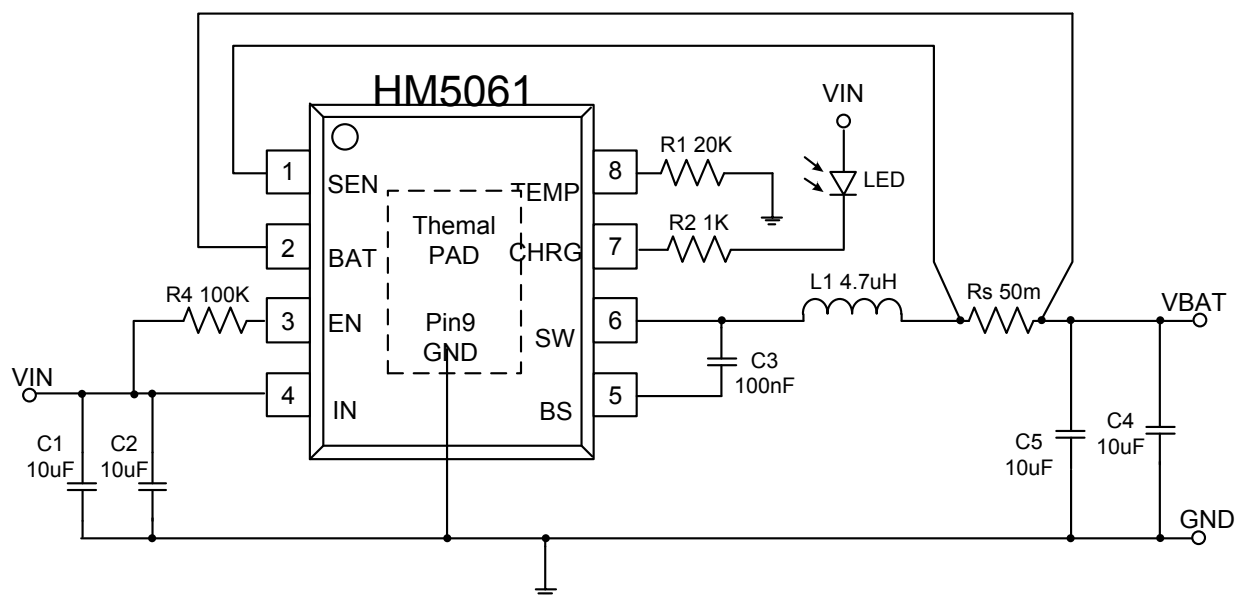 HM5061
VIN
R1 20K
1
8
SEN
TEMP
LED
Themal
PAD
R2 1K
2
7
BAT
CHRG
R4 100K
L1 4.7uH
Rs 50m
VBAT
3
EN
Pin9
GND
6
SW
C3
100nF
VIN
4
IN
5
BS
C1
10uF
C2
10uF
C5
10uF
C4
10uF
GND